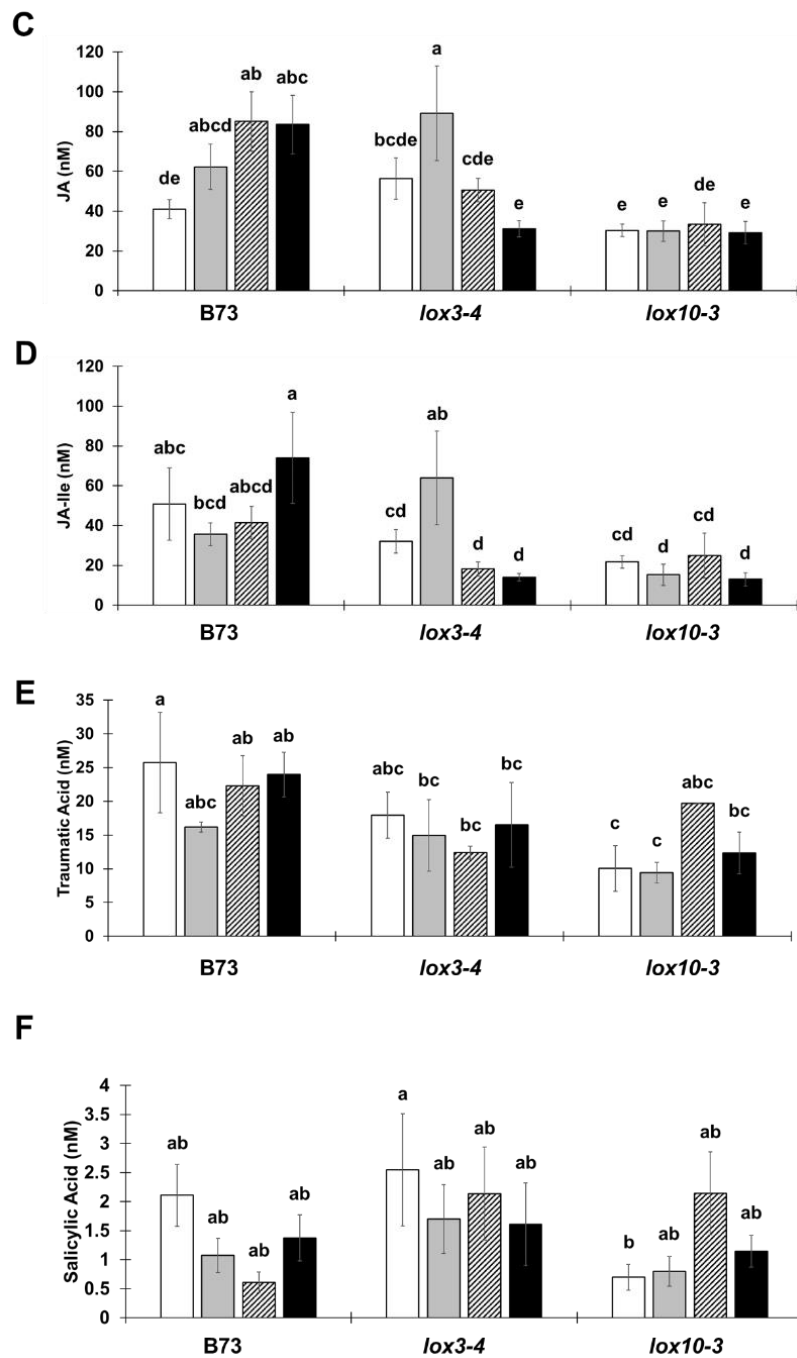 C
120
100
80
60
40
20
0
JA (nM)
de
abcd
ab
abc
bcde
a
cde
e
e
e
de
e
B73
lox3-4
lox10-3
D
120
100
80
60
40
20
0
JA-Ile (nM)
abc
bcd
abcd
a
cd
ab
d
d
cd
d
cd
d
B73
lox3-4
lox10-3
E
35
30
25
20
15
10
5
0
Traumatic Acid (nM)
a
abc
ab
ab
abc
bc
bc
bc
c
c
abc
bc
B73
lox3-4
lox10-3
F
4
3.5
3
2.5
2
1.5
1
0.5
0
Salicylic Acid (nM)
ab
ab
ab
ab
a
ab
ab
ab
b
ab
ab
ab
B73
lox3-4
lox10-3